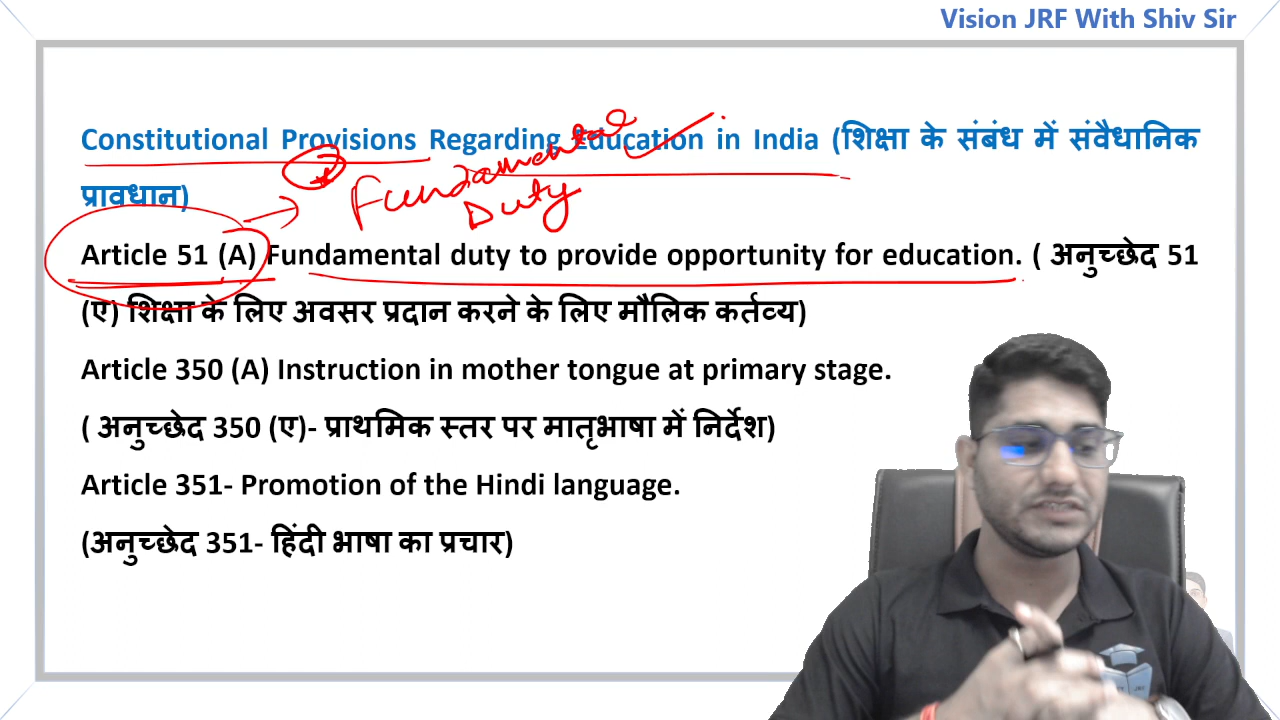 Vision JRF With Shiv Sir
Constitutional Provisions Regarding Education in India (शिक्षा के संबंध में संवैधानिक
प्रावधान)
Fundamental
Duty
Article 51 (A) Fundamental duty to provide opportunity for education. ( अनुच्छेद 51
(ए) शिक्षा के लिए अवसर प्रदान करने के लिए मौलिक कर्तव्य)
Article 350 (A) Instruction in mother tongue at primary stage.
( अनुच्छेद 350 (ए)- प्राथमिक स्तर पर मातृभाषा में निर्देश)
Article 351- Promotion of the Hindi language.
(अनुच्छेद 351- हिंदी भाषा का प्रचार)